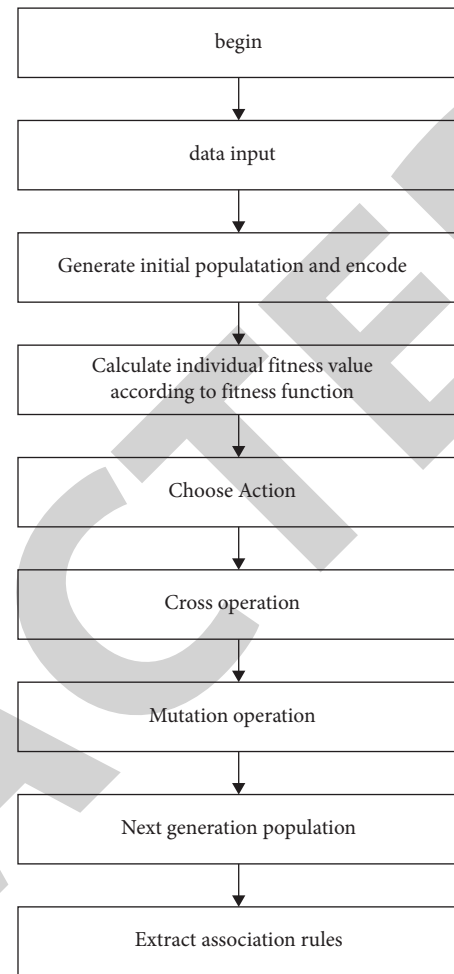 begin
data input
Generate initial populatation and encode
Calculate individual fitness value
according to fitness function
Choose Action
Cross operation
Mutation operation
Next generation population
Extract association rules
ACTE